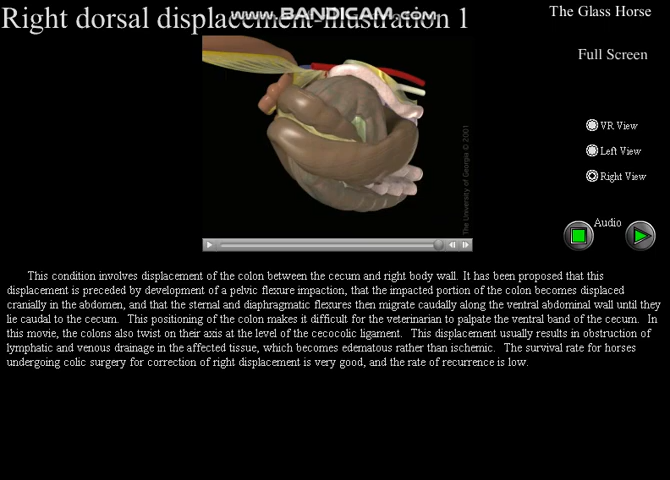 www.BANDICAM.com
Right dorsal displacement-illustration 1
The Glass Horse
Full Screen
VR View
Left View
Right View
Audio
The University of Georgia © 2001
This condition involves displacement of the colon between the cecum and right body wall. It has been proposed that this
displacement is preceded by development of a pelvic flexure impaction, that the impacted portion of the colon becomes displaced
cranially in the abdomen, and that the sternal and diaphragmatic flexures then migrate caudally along the ventral abdominal wall until they
lie caudal to the cecum. This positioning of the colon makes it difficult for the veterinarian to palpate the ventral band of the cecum. In
this movie, the colons also twist on their axis at the level of the cecocolic ligament. This displacement usually results in obstruction of
lymphatic and venous drainage in the affected tissue, which becomes edematous rather than ischemic. The survival rate for horses
undergoing colic surgery for correction of right displacement is very good, and the rate of recurrence is low.